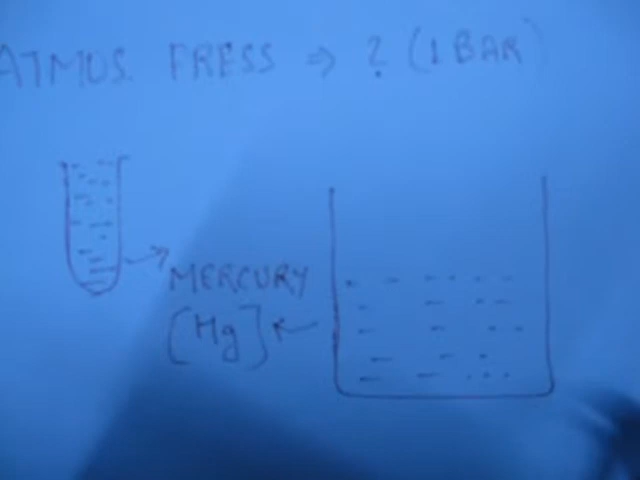 ATMOS. PRESS → ? (1 BAR)
MERCURY
[Hg]